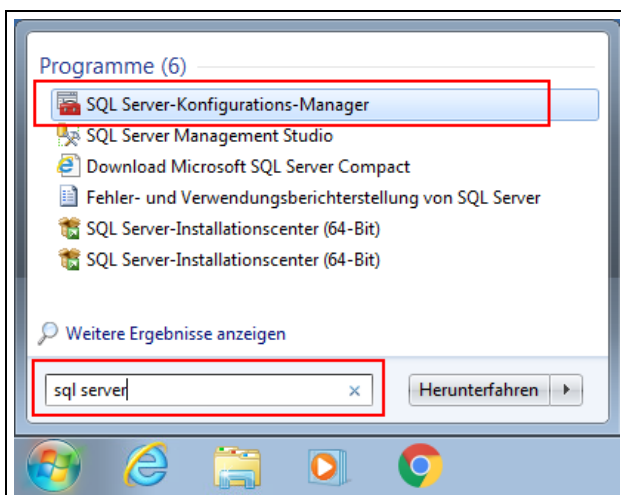 Programme (6)
SQL Server-Konfigurations-Manager
SQL Server Management Studio
Download Microsoft SQL Server Compact
Fehler- und Verwendungsberichterstellung von SQL Server
SQL Server-Installationscenter (64-Bit)
SQL Server-Installationscenter (64-Bit)
Weitere Ergebnisse anzeigen
sql server
Herunterfahren